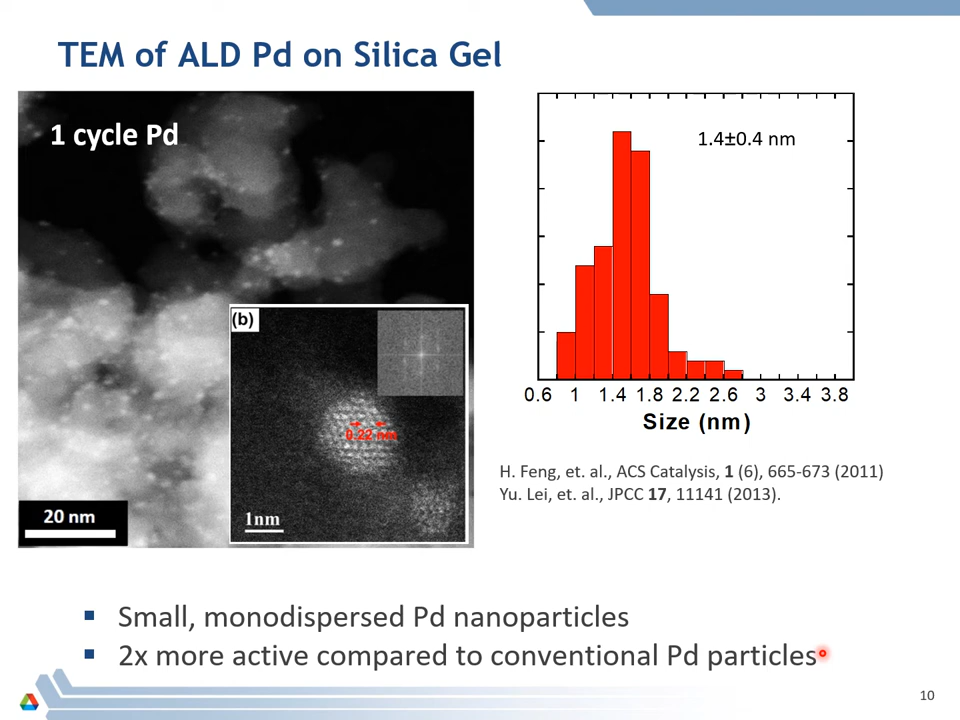 TEM of ALD Pd on Silica Gel
1 cycle Pd
(b)
0.22 nm
1nm
20 nm
1.4±0.4 nm
0.6 1 1.4 1.8 2.2 2.6 3 3.4 3.8
Size (nm)
H. Feng, et. al., ACS Catalysis, 1 (6), 665-673 (2011)
Yu. Lei, et. al., JPCC 17, 11141 (2013).
▪ Small, monodispersed Pd nanoparticles
▪ 2x more active compared to conventional Pd particles
10